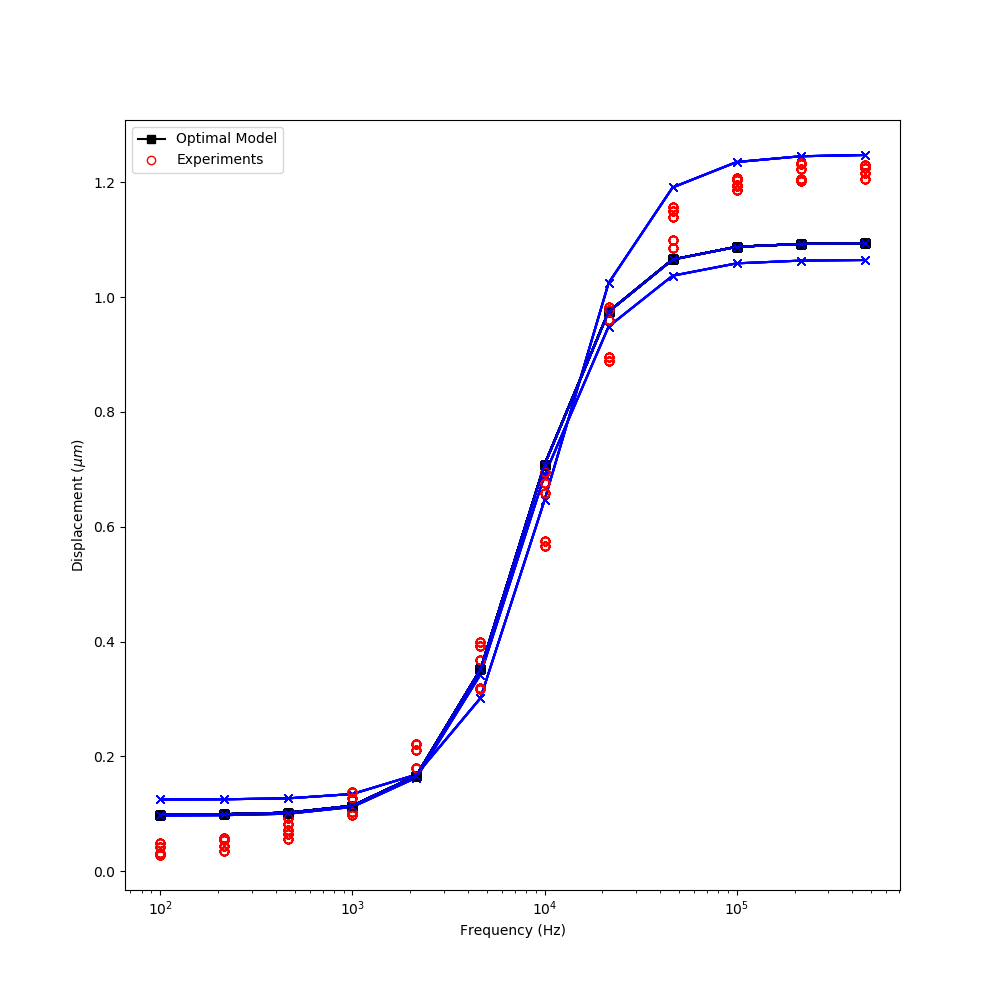 Optimal Model
Experiments
1.2
1.0
0.8
0.6
0.4
0.2
0.0
Displacement (μm)
10²
10³
10⁴
10⁵
Frequency (Hz)